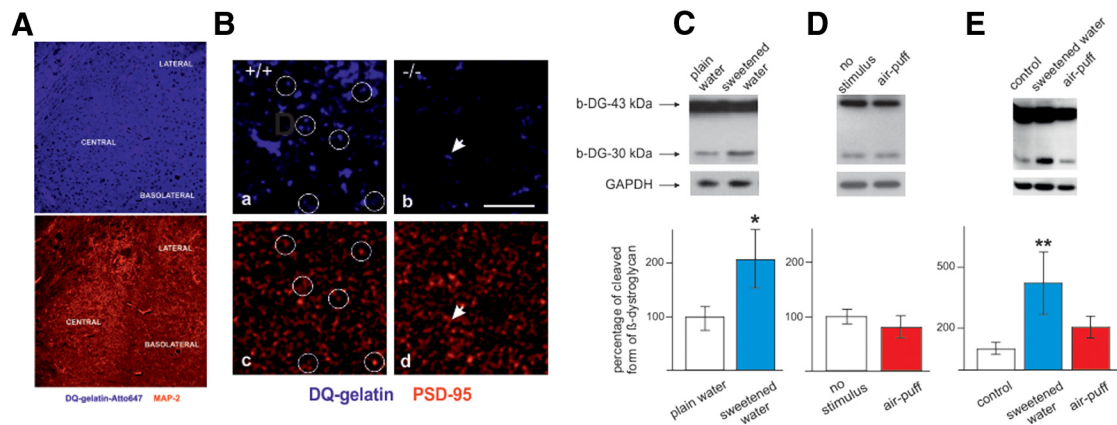 A
LATERAL
CENTRAL
BASOLATERAL
LATERAL
CENTRAL
BASOLATERAL
DQ-gelatin-Atto647 MAP-2
B
+/+
-/-
D
a
b
c
d
DQ-gelatin PSD-95
C
plain water
sweetened water
b-DG-43 kDa
b-DG-30 kDa
GAPDH
percentage of cleaved
form of ß-dystroglycan
200
100
*
plain water
sweetened
water
D
no stimulus
air-puff
200
100
no
stimulus
air-puff
E
control
sweetened water
air-puff
500
200
**
control
sweetened
water
air-puff